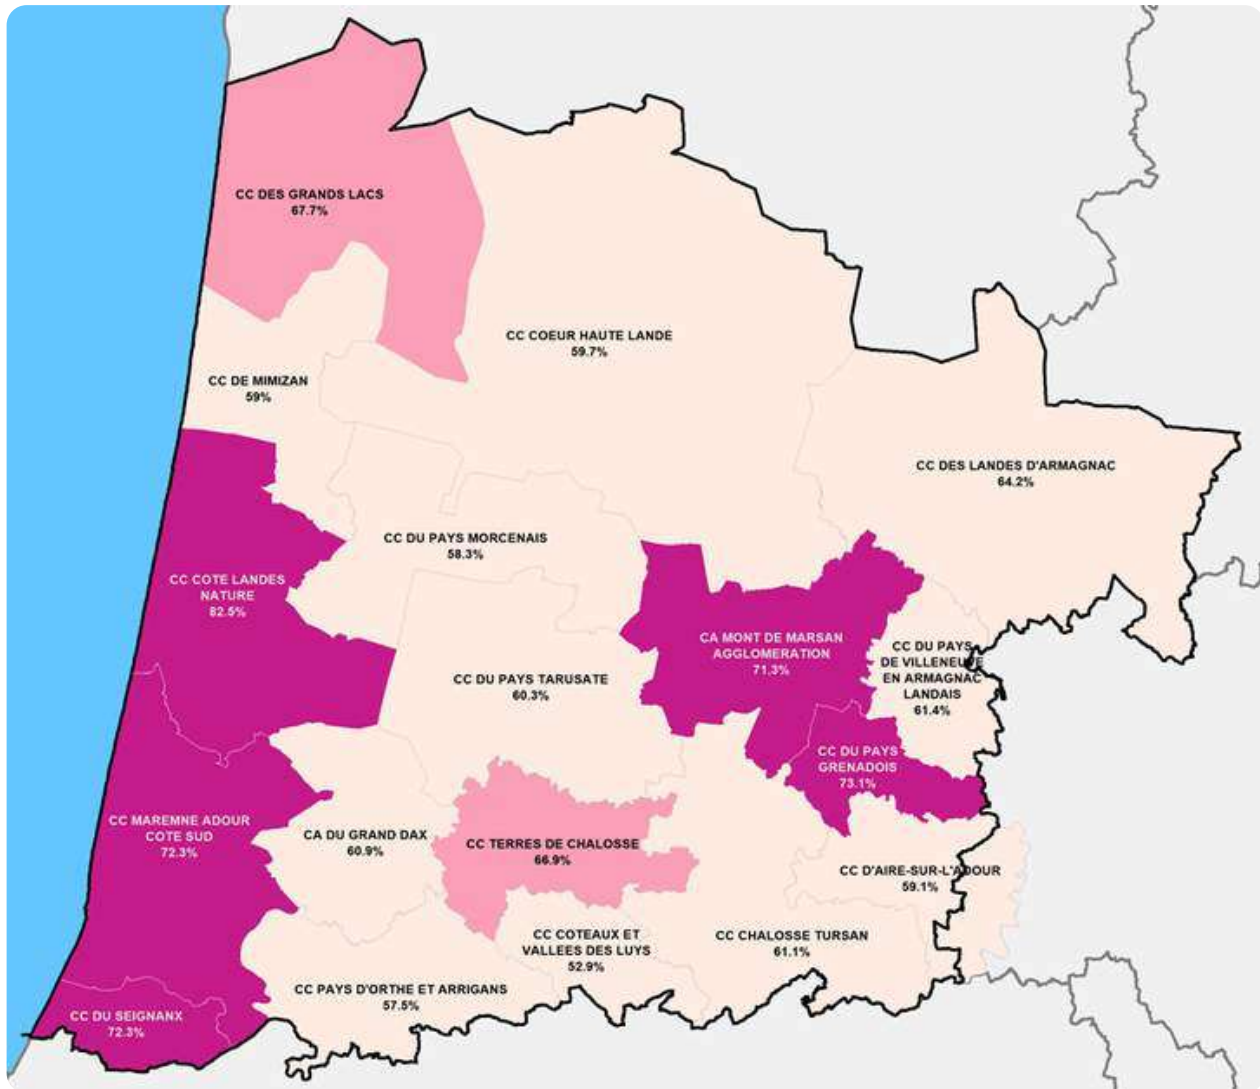 CC DES GRANDS LACS
67.7%
CC COEUR HAUTE LANDE
59.7%
CC DE MIMIZAN
59%
CC DES LANDES D'ARMAGNAC
64.2%
CC DU PAYS MORCENAIS
58.3%
CC COTE LANDES
NATURE
82.5%
CA MONT DE MARSAN
AGGLOMERATION
71.3%
CC DU PAYS
DE VILLENEUVE
EN ARMAGNAC
LANDAIS
61.4%
CC DU PAYS TARUSATE
60.3%
CC DU PAYS
GRENADOIS
73.1%
CC MAREMNE ADOUR
COTE SUD
72.3%
CA DU GRAND DAX
60.9%
CC TERRES DE CHALOSSE
66.9%
CC D'AIRE-SUR-L'ADOUR
59.1%
CC COTEAUX ET
VALLEES DES LUYS
52.9%
CC CHALOSSE TURSAN
61.1%
CC PAYS D'ORTHE ET ARRIGANS
57.5%
CC DU SEIGNANX
72.3%